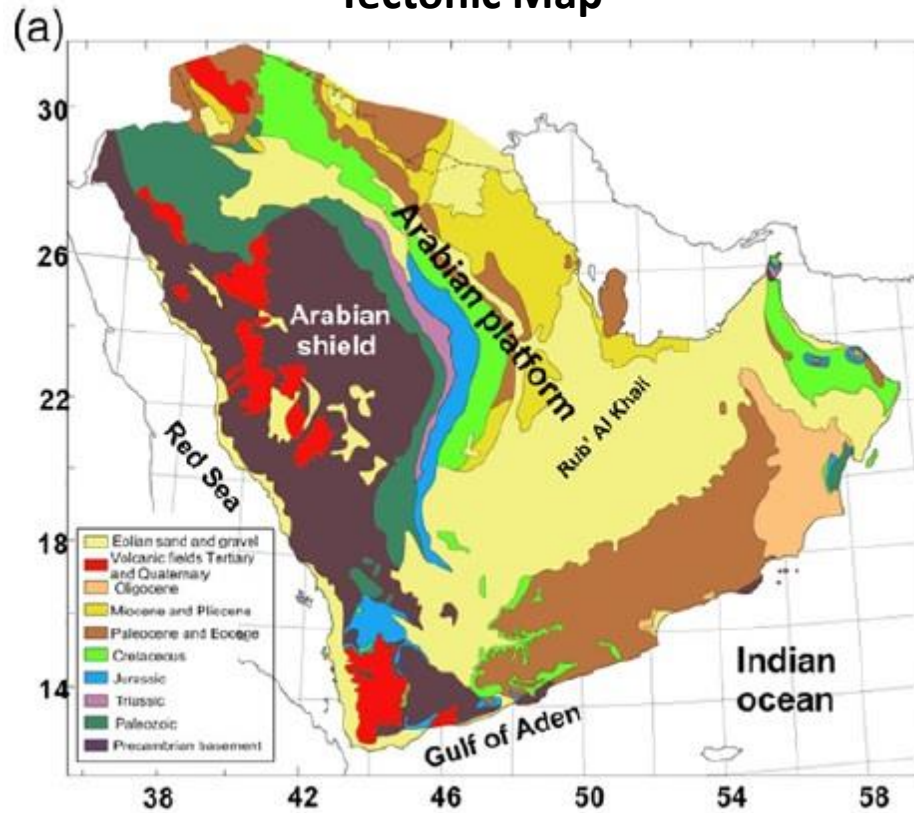 Tectonic Map
(a)
30
26
22
18
14
38
42
46
50
54
58
Arabian
shield
Arabian platform
Rub' Al Khali
Red Sea
Gulf of Aden
Indian
ocean
Eolian sand and gravel
Volcanic fields Tertiary
and Quaternary
Oligocene
Miocene and Pliocene
Paleocene and Eocene
Cretaceous
Jurassic
Triassic
Paleozoic
Precambrian basement